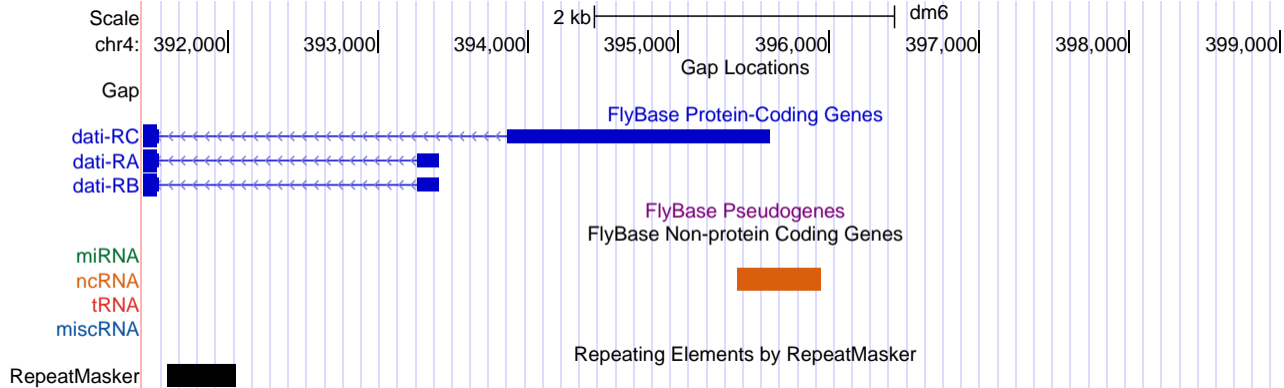 Scale 2 kb dm6
chr4: 392,000 393,000 394,000 395,000 396,000 397,000 398,000 399,000
Gap Locations
Gap
FlyBase Protein-Coding Genes
dati-RC
dati-RA
dati-RB
FlyBase Pseudogenes
FlyBase Non-protein Coding Genes
miRNA
ncRNA
tRNA
miscRNA
Repeating Elements by RepeatMasker
RepeatMasker